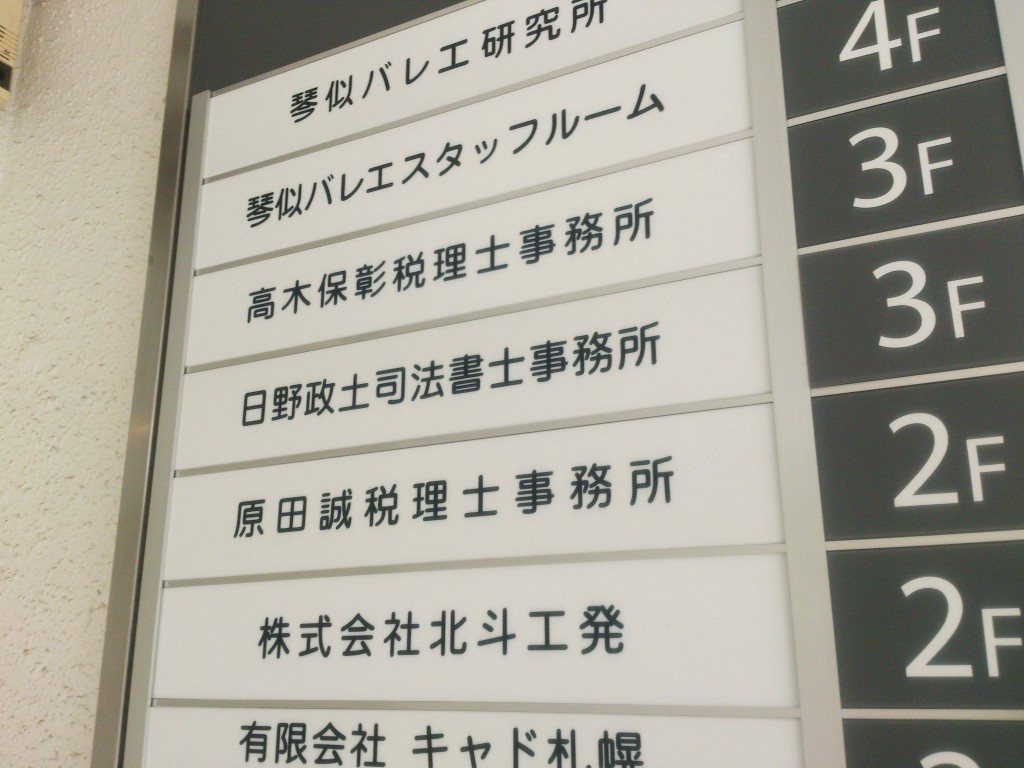 琴似バレエ研究所
4F
琴似バレエスタッフルーム
3F
高木保彰税理士事務所
3F
日野政士司法書士事務所
2F
原田誠税理士事務所
2F
株式会社北斗工発
有限会社 キャド札幌